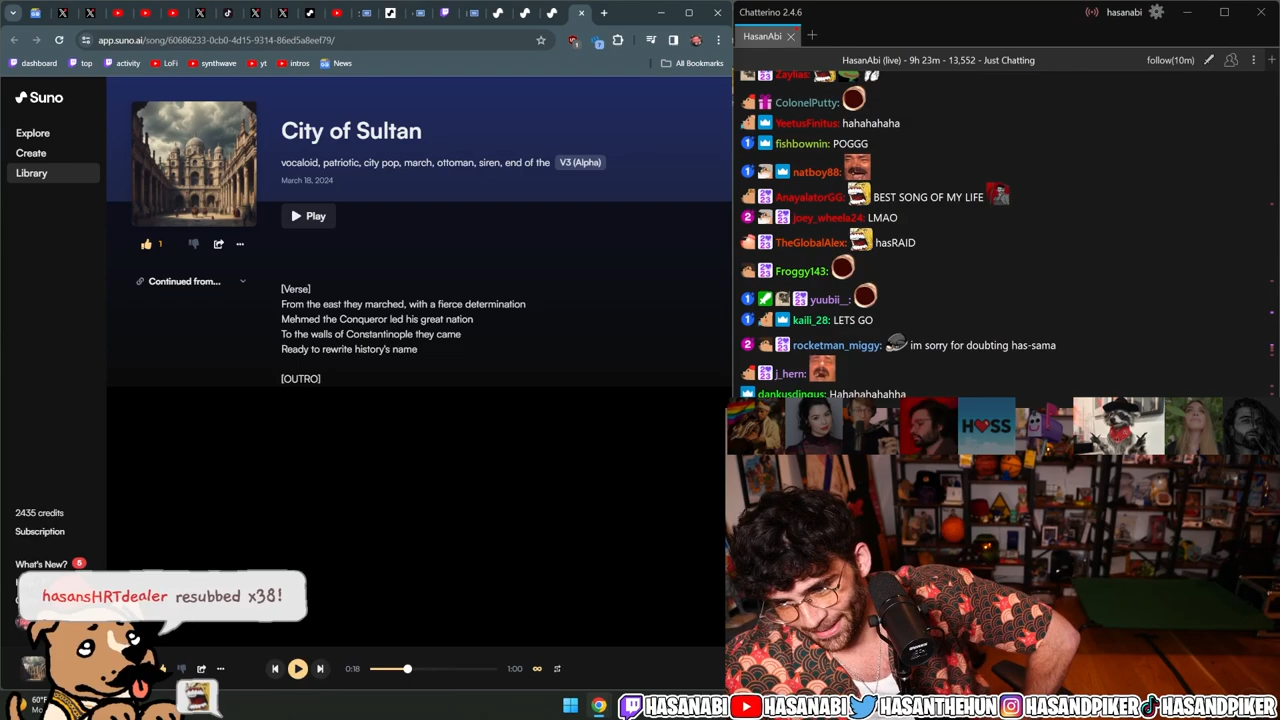 app.suno.ai/song/60686233-0cb0-4d15-9314-86ed5a8eef79/
dashboard
top
activity
LoFi
synthwave
yt
intros
News
All Bookmarks
Suno
Explore
Create
Library
City of Sultan
vocaloid, patriotic, city pop, march, ottoman, siren, end of the
V3 (Alpha)
March 18, 2024
Play
1
Continued from...
[Verse]
From the east they marched, with a fierce determination
Mehmed the Conqueror led his great nation
To the walls of Constantinople they came
Ready to rewrite history's name
[OUTRO]
2435 credits
Subscription
What's New?
5
hasansHRTdealer resubbed x38!
0:18
1:00
60°F
Chatterino 2.4.6
hasanabi
HasanAbi
HasanAbi (live) - 9h 23m - 13,552 - Just Chatting
follow(10m)
Zaylias:
ColonelPutty:
YeetusFinitus: hahahahaha
fishbownin: POGGG
natboy88:
AnayalatorGG: BEST SONG OF MY LIFE
joey_wheela24: LMAO
TheGlobalAlex: hasRAID
Froggy143:
yuubii_:
kaili_28: LETS GO
rocketman_miggy: im sorry for doubting has-sama
j_hern:
dankusdingus: Hahahahahahha
HASANABI
HASANABI
HASANTHEHUN
HASANDPIKER
HASANDPIKER